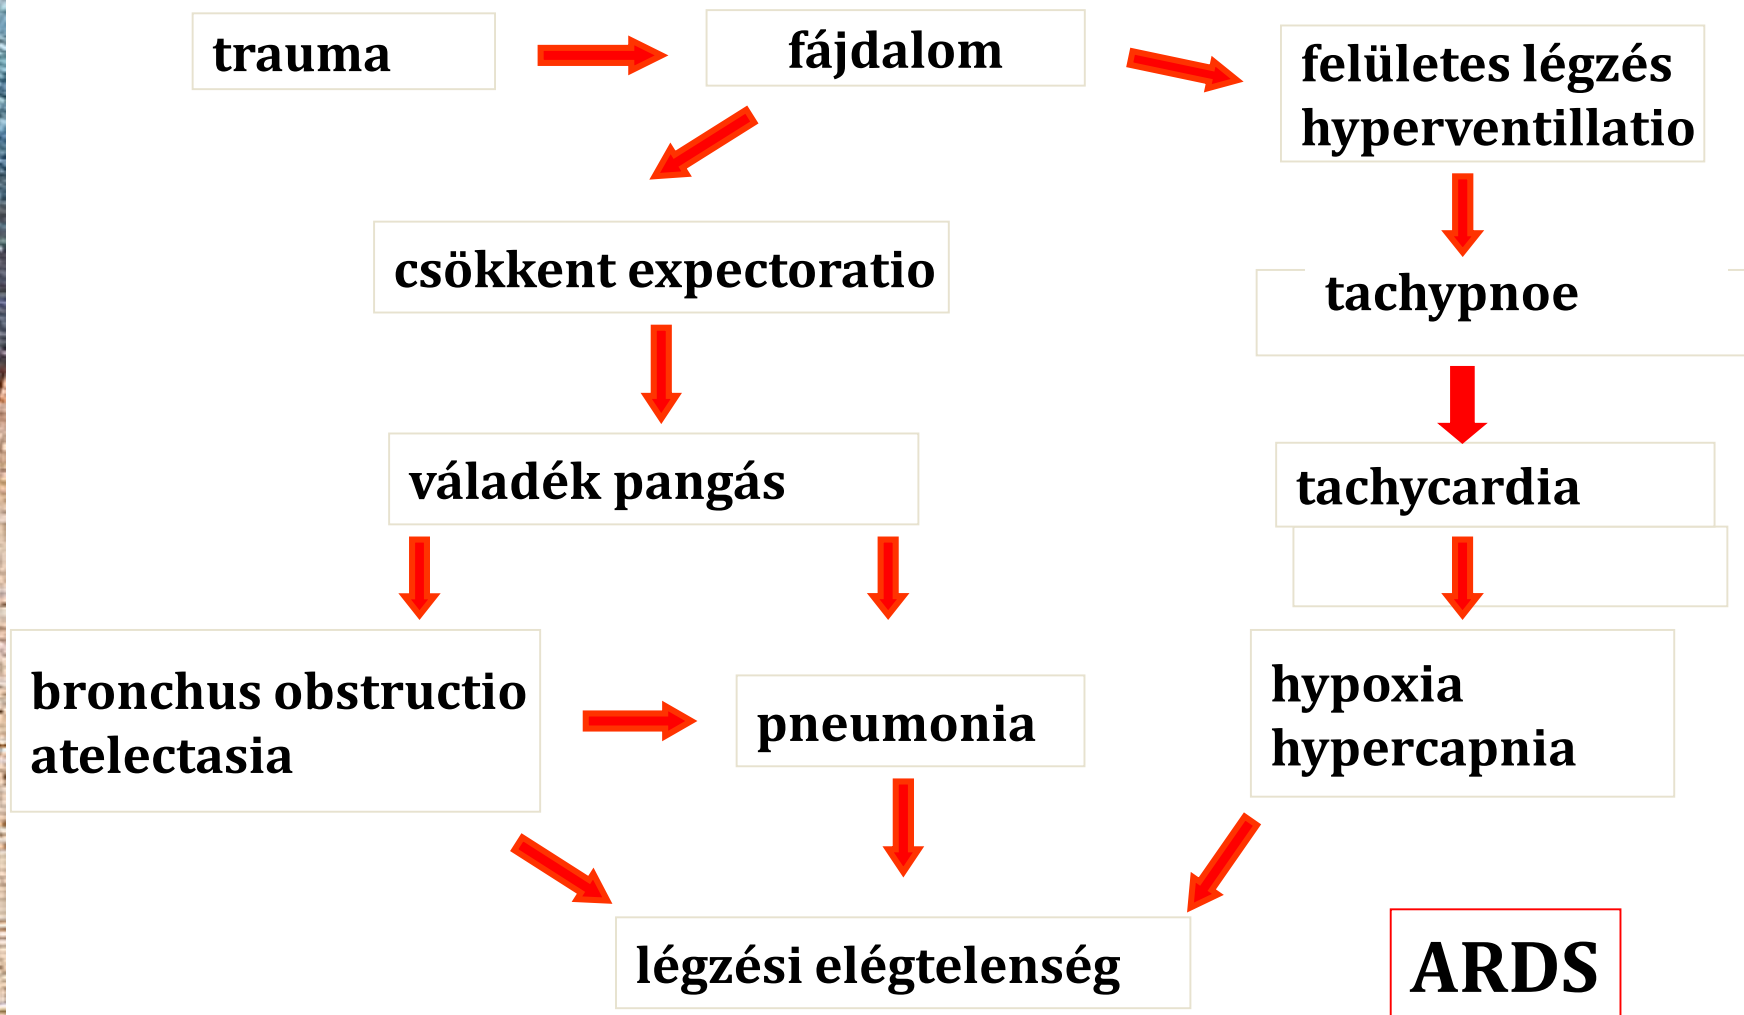 trauma
fájdalom
felületes légzés
hyperventillatio
csökkent expectoratio
tachypnoe
váladék pangás
tachycardia
bronchus obstructio
atelectasia
pneumonia
hypoxia
hypercapnia
légzési elégtelenség
ARDS